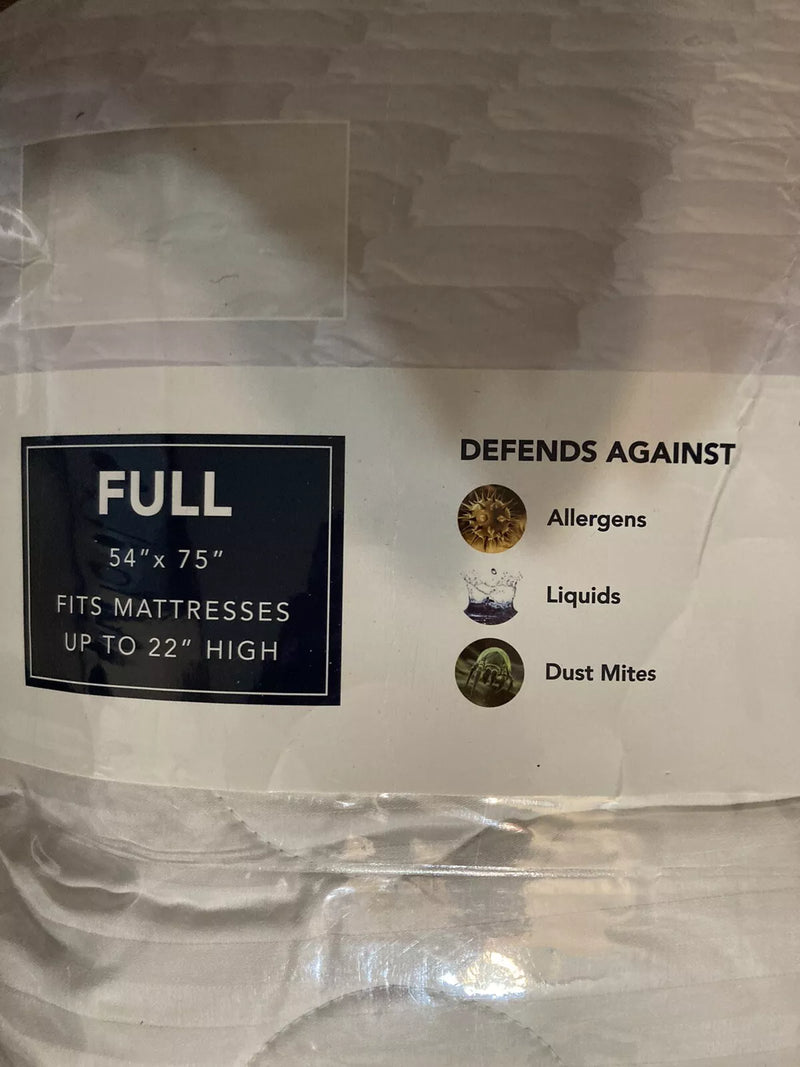 FULL
54”x 75”
FITS MATTRESSES
UP TO 22” HIGH
DEFENDS AGAINST
Allergens
Liquids
Dust Mites